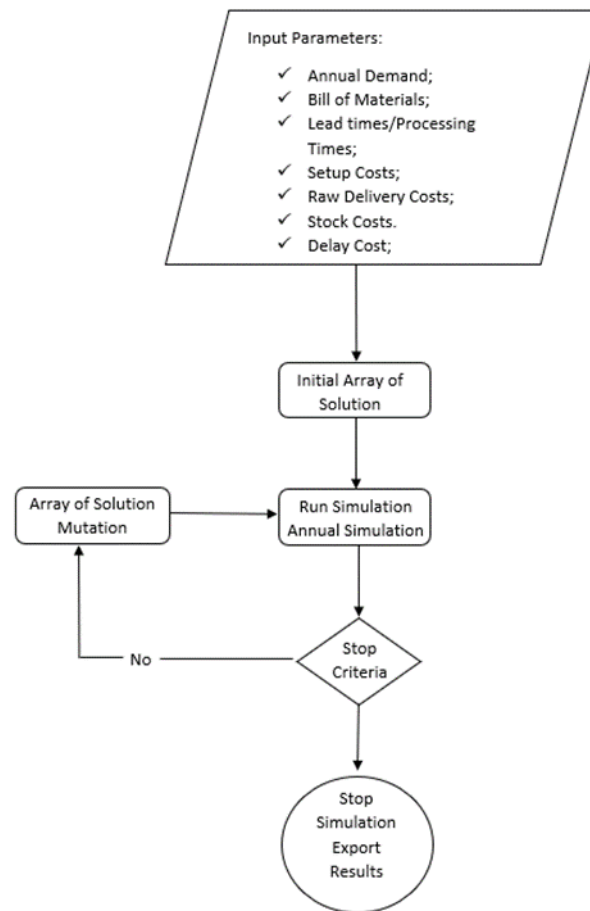 Input Parameters:
✓ Annual Demand;
✓ Bill of Materials;
✓ Lead times/Processing
Times;
✓ Setup Costs;
✓ Raw Delivery Costs;
✓ Stock Costs.
✓ Delay Cost;
Initial Array of
Solution
Array of Solution
Mutation
Run Simulation
Annual Simulation
Stop
Criteria
No
Stop
Simulation
Export
Results